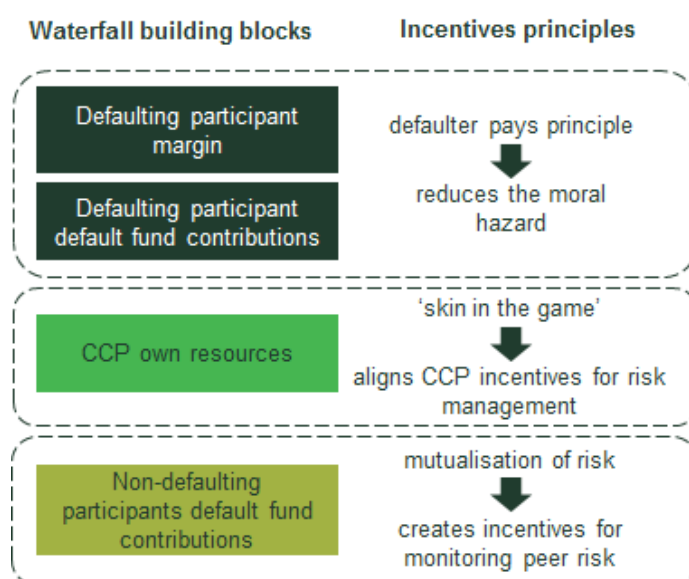 Waterfall building blocks
Incentives principles
Defaulting participant
margin
Defaulting participant
default fund contributions
defaulter pays principle
reduces the moral
hazard
CCP own resources
‘skin in the game’
aligns CCP incentives for risk
management
Non-defaulting
participants default fund
contributions
mutualisation of risk
creates incentives for
monitoring peer risk